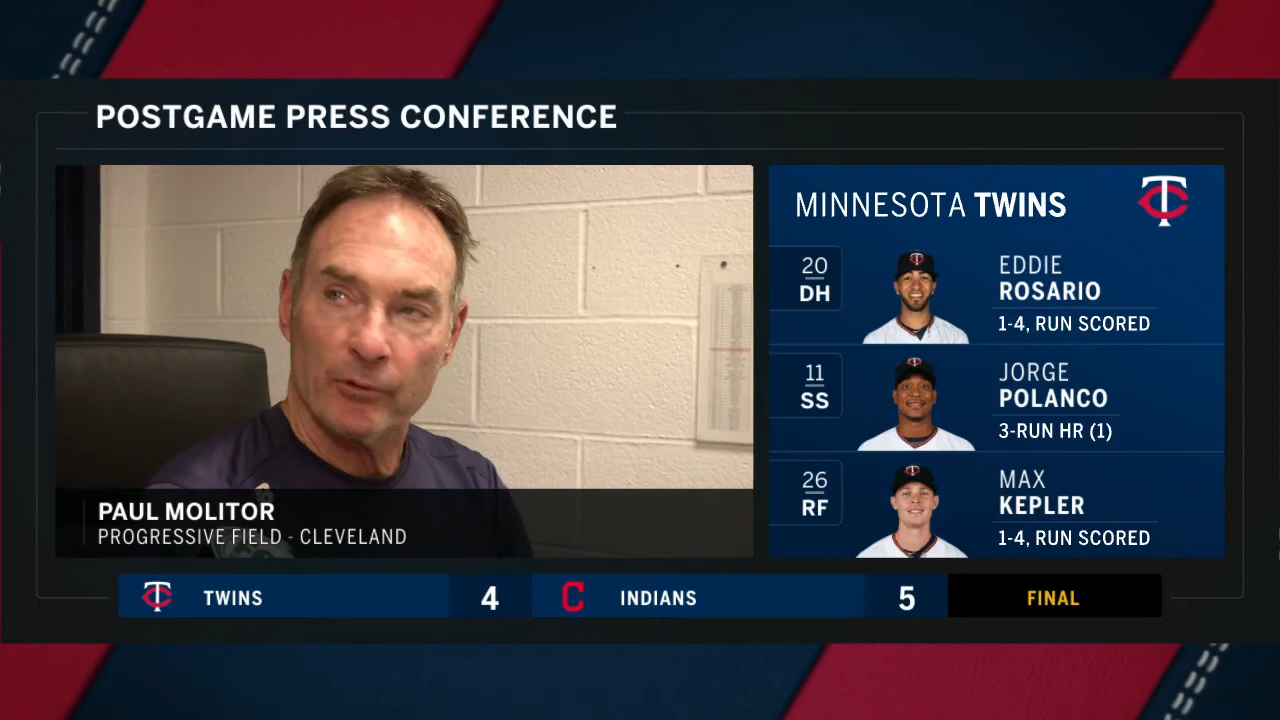 POSTGAME PRESS CONFERENCE
PAUL MOLITOR
PROGRESSIVE FIELD - CLEVELAND
MINNESOTA TWINS
20
DH
EDDIE
ROSARIO
1-4, RUN SCORED
11
SS
JORGE
POLANCO
3-RUN HR (1)
26
RF
MAX
KEPLER
1-4, RUN SCORED
TWINS 4 INDIANS 5 FINAL